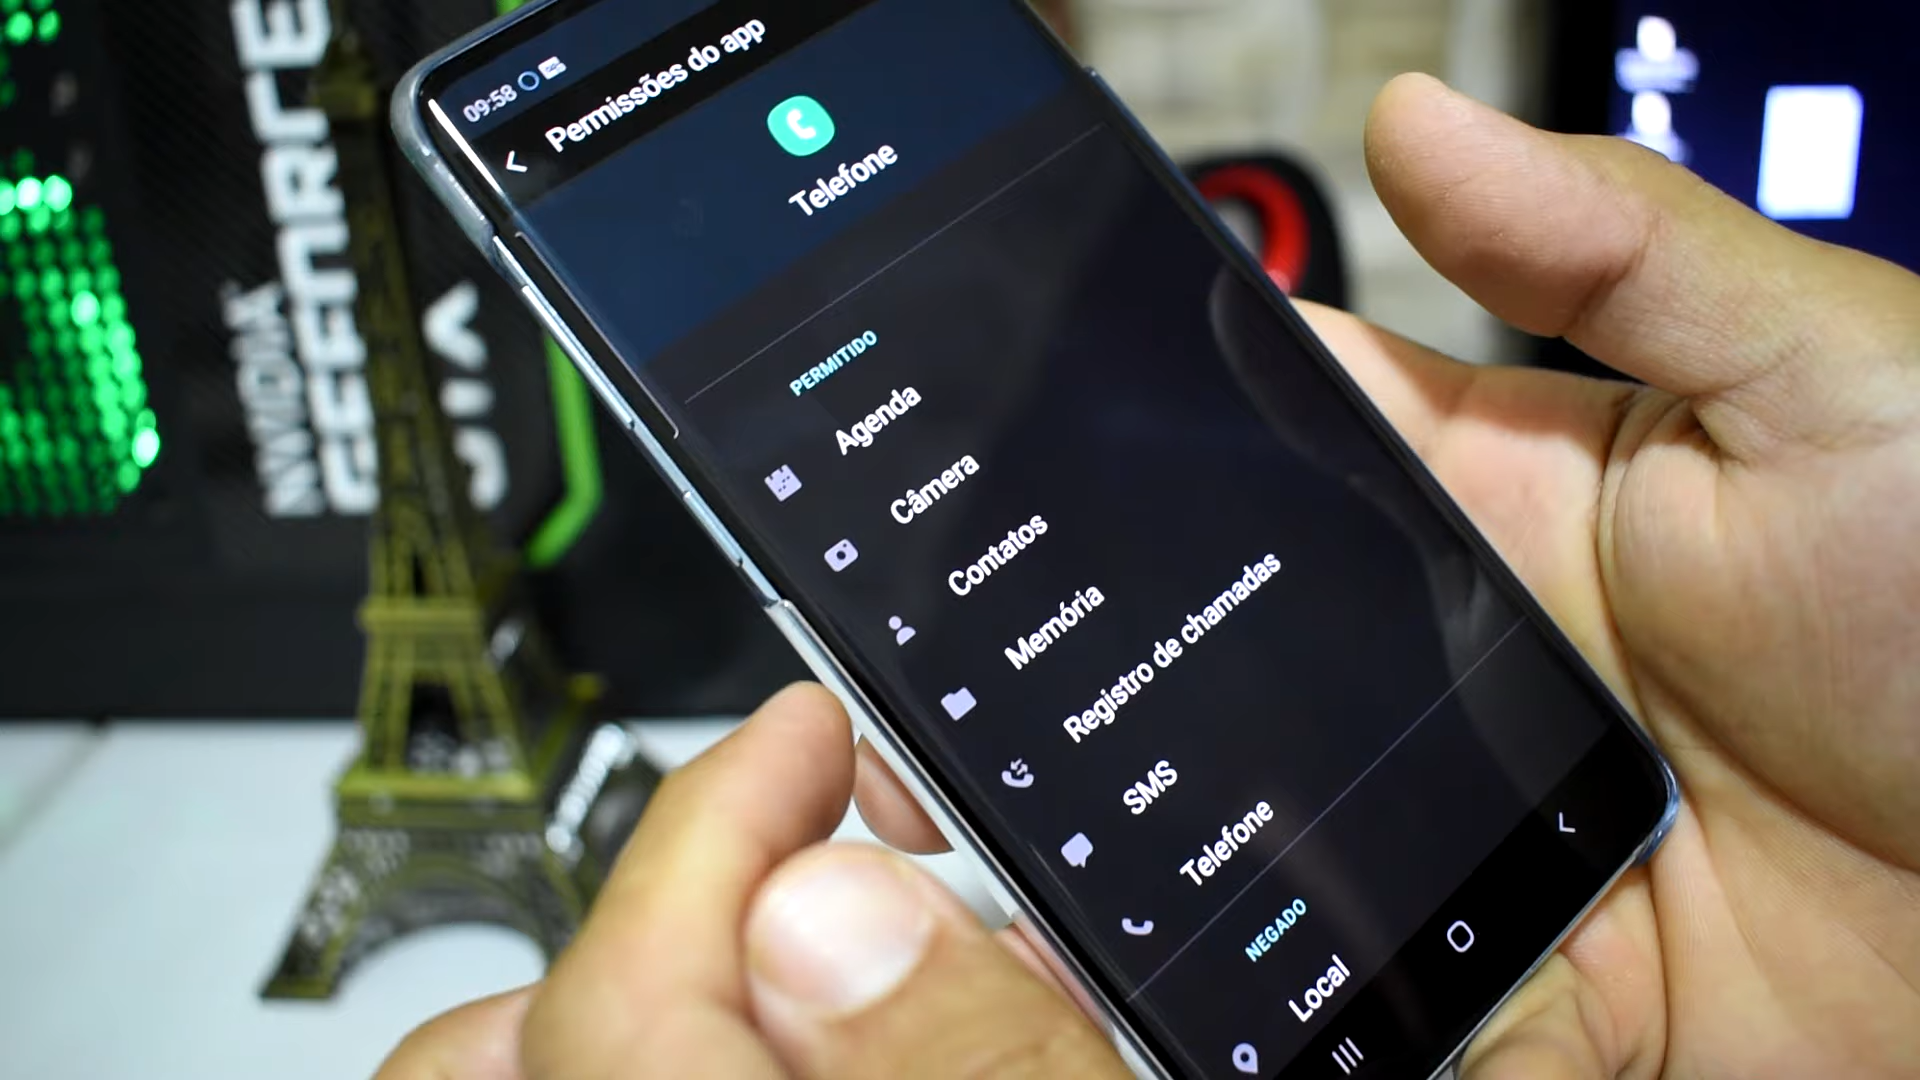 09:58
Permissões do app
Telefone
PERMITIDO
Agenda
Câmera
Contatos
Memória
Registro de chamadas
SMS
Telefone
NEGADO
Local
NVIDIA